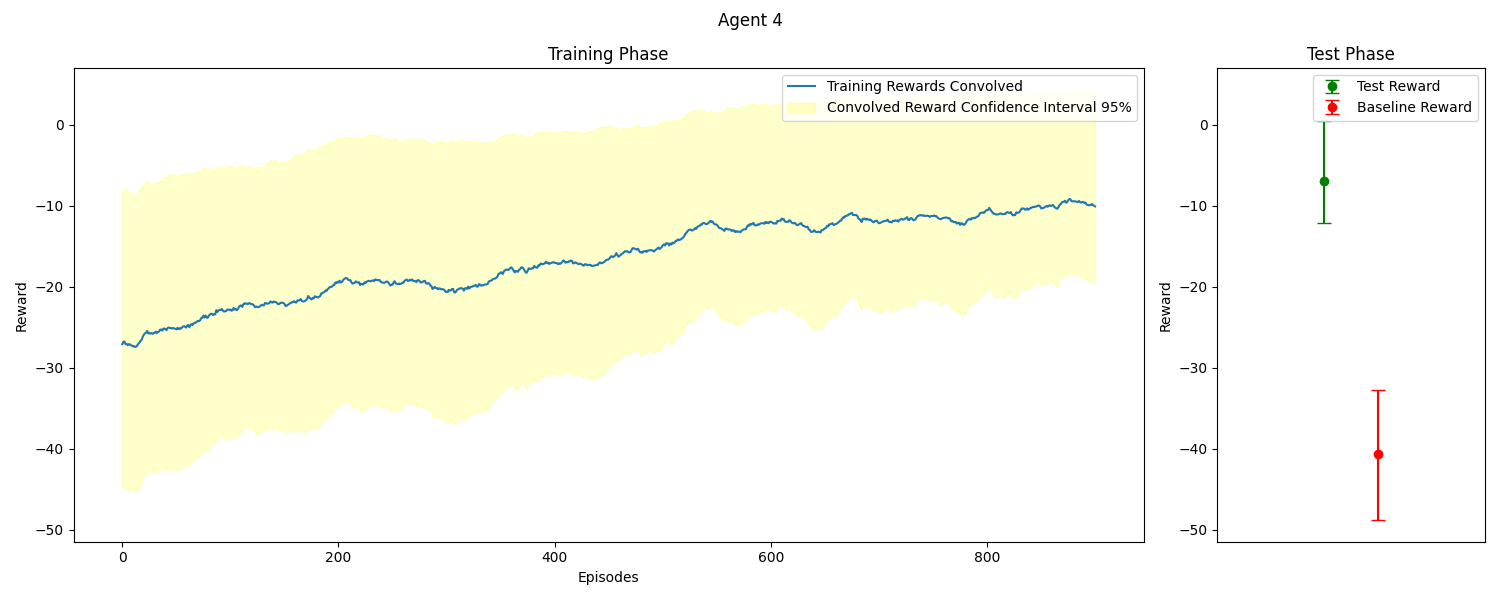 Agent 4
Training Phase
Training Rewards Convolved
Convolved Reward Confidence Interval 95%
Reward
0
−10
−20
−30
−40
−50
0
200
400
600
800
Episodes
Test Phase
Test Reward
Baseline Reward
Reward
0
−10
−20
−30
−40
−50